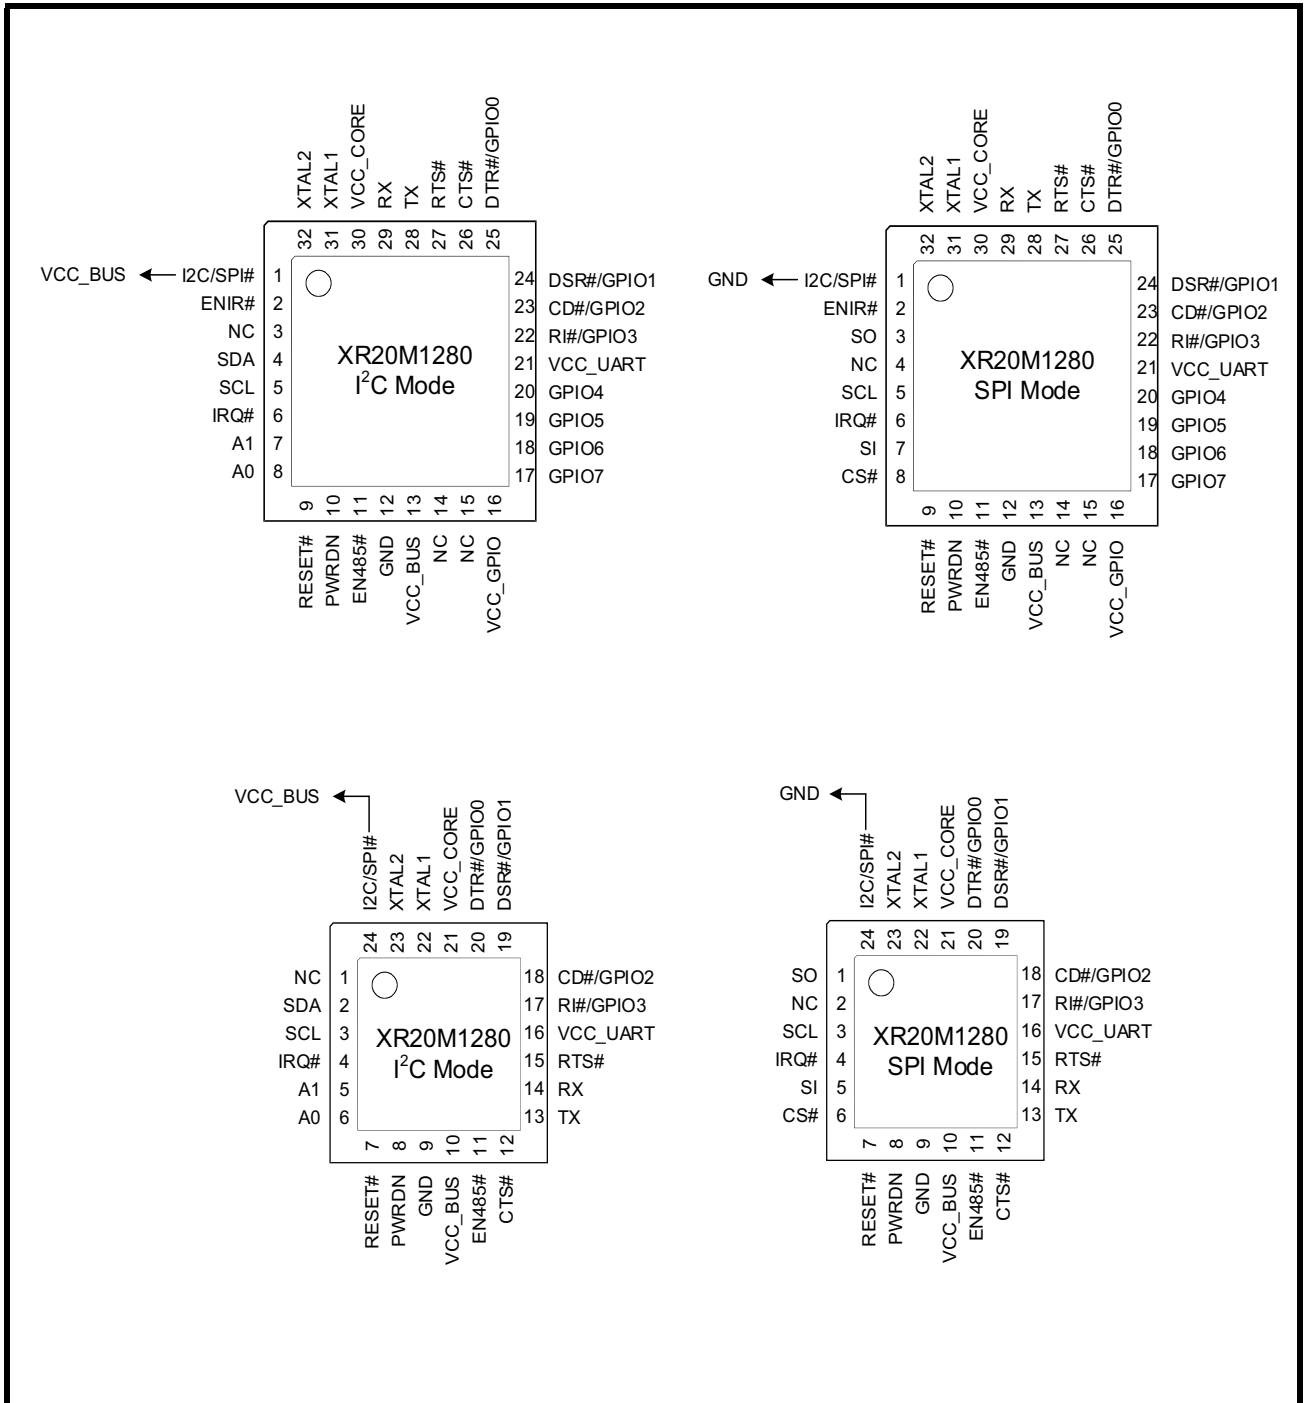 XTAL2
XTAL1
VCC_CORE
RX
TX
RTS#
CTS#
DTR#/GPIO0
32
31
30
29
28
27
26
25
VCC_BUS
I2C/SPI# 1
ENIR# 2
NC 3
SDA 4
SCL 5
IRQ# 6
A1 7
A0 8
XR20M1280
I²C Mode
24 DSR#/GPIO1
23 CD#/GPIO2
22 RI#/GPIO3
21 VCC_UART
20 GPIO4
19 GPIO5
18 GPIO6
17 GPIO7
9
10
11
12
13
14
15
16
RESET#
PWRDN
EN485#
GND
VCC_BUS
NC
NC
VCC_GPIO
XTAL2
XTAL1
VCC_CORE
RX
TX
RTS#
CTS#
DTR#/GPIO0
32
31
30
29
28
27
26
25
GND
I2C/SPI# 1
ENIR# 2
SO 3
NC 4
SCL 5
IRQ# 6
SI 7
CS# 8
XR20M1280
SPI Mode
24 DSR#/GPIO1
23 CD#/GPIO2
22 RI#/GPIO3
21 VCC_UART
20 GPIO4
19 GPIO5
18 GPIO6
17 GPIO7
9
10
11
12
13
14
15
16
RESET#
PWRDN
EN485#
GND
VCC_BUS
NC
NC
VCC_GPIO
VCC_BUS
I2C/SPI#
XTAL2
XTAL1
VCC_CORE
DTR#/GPIO0
DSR#/GPIO1
24
23
22
21
20
19
NC 1
SDA 2
SCL 3
IRQ# 4
A1 5
A0 6
XR20M1280
I²C Mode
18 CD#/GPIO2
17 RI#/GPIO3
16 VCC_UART
15 RTS#
14 RX
13 TX
7
8
9
10
11
12
RESET#
PWRDN
GND
VCC_BUS
EN485#
CTS#
GND
I2C/SPI#
XTAL2
XTAL1
VCC_CORE
DTR#/GPIO0
DSR#/GPIO1
24
23
22
21
20
19
SO 1
NC 2
SCL 3
IRQ# 4
SI 5
CS# 6
XR20M1280
SPI Mode
18 CD#/GPIO2
17 RI#/GPIO3
16 VCC_UART
15 RTS#
14 RX
13 TX
7
8
9
10
11
12
RESET#
PWRDN
GND
VCC_BUS
EN485#
CTS#